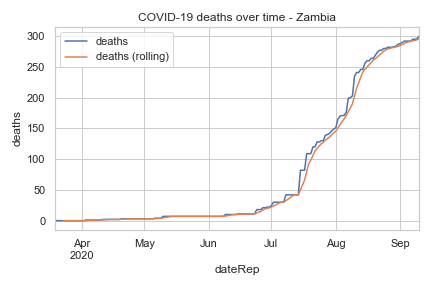 COVID-19 deaths over time - Zambia
deaths
deaths (rolling)
300
250
200
150
100
50
0
deaths
Apr May Jun Jul Aug Sep
2020
dateRep